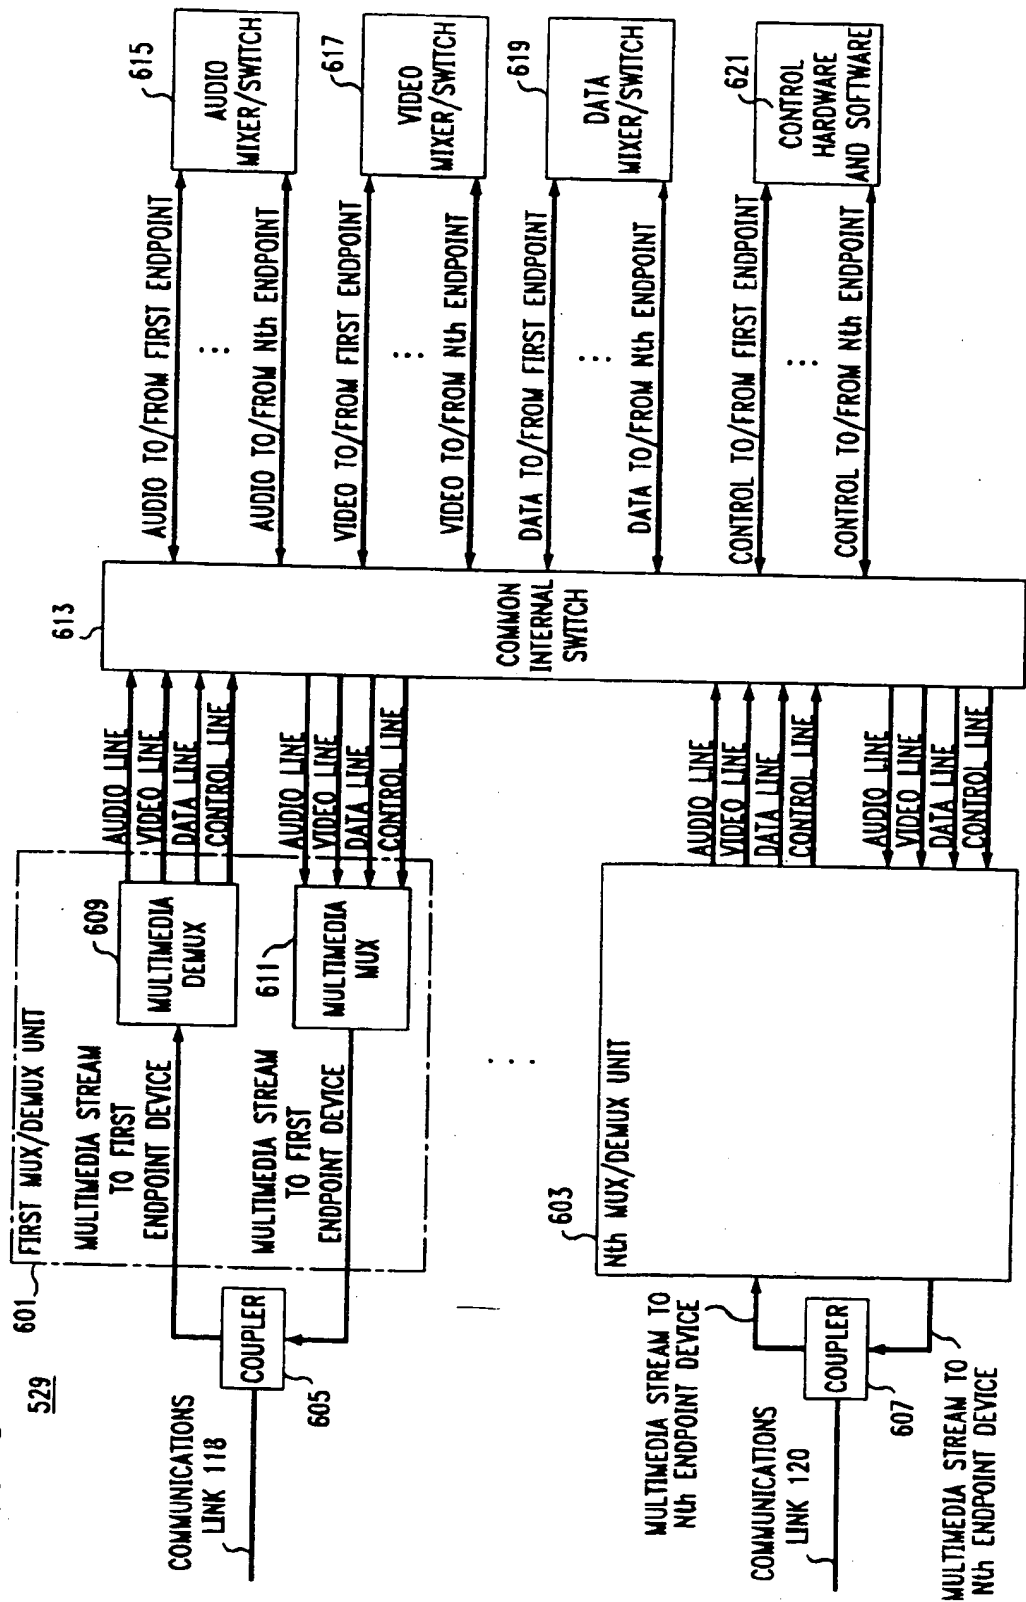 529
601
FIRST MUX/DEMUX UNIT
MULTIMEDIA STREAM
TO FIRST
ENDPOINT DEVICE
609
MULTIMEDIA
DEMUX
AUDIO LINE
VIDEO LINE
DATA LINE
CONTROL LINE
COMMUNICATIONS
LINK 118
COUPLER
605
MULTIMEDIA STREAM
TO FIRST
ENDPOINT DEVICE
611
MULTIMEDIA
MUX
AUDIO LINE
VIDEO LINE
DATA LINE
CONTROL LINE
613
COMMON
INTERNAL
SWITCH
AUDIO TO/FROM FIRST ENDPOINT
⋮
AUDIO TO/FROM Nth ENDPOINT
615
AUDIO
MIXER/SWITCH
VIDEO TO/FROM FIRST ENDPOINT
⋮
VIDEO TO/FROM Nth ENDPOINT
617
VIDEO
MIXER/SWITCH
DATA TO/FROM FIRST ENDPOINT
⋮
DATA TO/FROM Nth ENDPOINT
619
DATA
MIXER/SWITCH
CONTROL TO/FROM FIRST ENDPOINT
⋮
CONTROL TO/FROM Nth ENDPOINT
621
CONTROL
HARDWARE
AND SOFTWARE
⋮
603
Nth MUX/DEMUX UNIT
MULTIMEDIA STREAM TO
Nth ENDPOINT DEVICE
COMMUNICATIONS
LINK 120
COUPLER
607
MULTIMEDIA STREAM TO
Nth ENDPOINT DEVICE
AUDIO LINE
VIDEO LINE
DATA LINE
CONTROL LINE
AUDIO LINE
VIDEO LINE
DATA LINE
CONTROL LINE